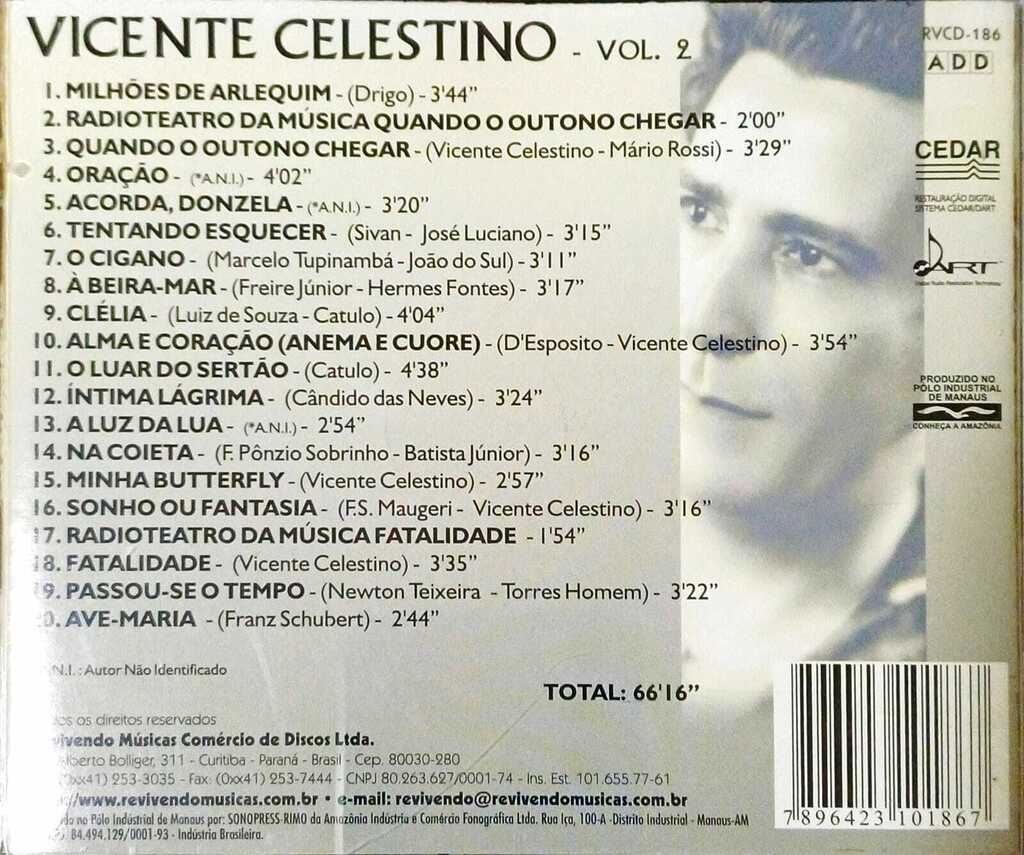 VICENTE CELESTINO - VOL. 2
RVCD-186
ADD
1. MILHÕES DE ARLEQUIM - (Drigo) - 3'44”
2. RADIOTEATRO DA MÚSICA QUANDO O OUTONO CHEGAR - 2'00”
3. QUANDO O OUTONO CHEGAR - (Vicente Celestino - Mário Rossi) - 3'29”
4. ORAÇÃO - (*A.N.I.) - 4'02”
5. ACORDA, DONZELA - (*A.N.I.) - 3'20”
6. TENTANDO ESQUECER - (Sivan - José Luciano) - 3'15”
7. O CIGANO - (Marcelo Tupinambá - João do Sul) - 3'11”
8. À BEIRA-MAR - (Freire Júnior - Hermes Fontes) - 3'17”
9. CLÉLIA - (Luiz de Souza - Catulo) - 4'04”
10. ALMA E CORAÇÃO (ANEMA E CUORE) - (D'Esposito - Vicente Celestino) - 3'54”
11. O LUAR DO SERTÃO - (Catulo) - 4'38”
12. ÍNTIMA LÁGRIMA - (Cândido das Neves) - 3'24”
13. A LUZ DA LUA - (*A.N.I.) - 2'54”
14. NA COIETA - (F. Pônzio Sobrinho - Batista Júnior) - 3'16”
15. MINHA BUTTERFLY - (Vicente Celestino) - 2'57”
16. SONHO OU FANTASIA - (F.S. Maugeri - Vicente Celestino) - 3'16”
17. RADIOTEATRO DA MÚSICA FATALIDADE - 1'54”
18. FATALIDADE - (Vicente Celestino) - 3'35”
9. PASSOU-SE O TEMPO - (Newton Teixeira - Torres Homem) - 3'22”
0. AVE-MARIA - (Franz Schubert) - 2'44”
CEDAR
RESTAURAÇÃO DIGITAL
SISTEMA CEDAR/DART
DART
PRODUZIDO NO
PÓLO INDUSTRIAL
DE MANAUS
CONHEÇA A AMAZÔNIA
N.I. : Autor Não Identificado
TOTAL: 66'16”
os os direitos reservados
vivendo Músicas Comércio de Discos Ltda.
Alberto Bolliger, 311 - Curitiba - Paraná - Brasil - Cep. 80030-280
(0xx41) 253-3035 - Fax: (0xx41) 253-7444 - CNPJ 80.263.627/0001-74 - Ins. Est. 101.655.77-61
//www.revivendomusicas.com.br • e-mail: revivendo@revivendomusicas.com.br
do no Pólo Industrial de Manaus por: SONOPRESS-RIMO da Amazônia Indústria e Comércio Fonográfica Ltda. Rua Iça, 100-A - Distrito Industrial - Manaus-AM
84.494.129/0001-93 - Indústria Brasileira.
7 896423 101867